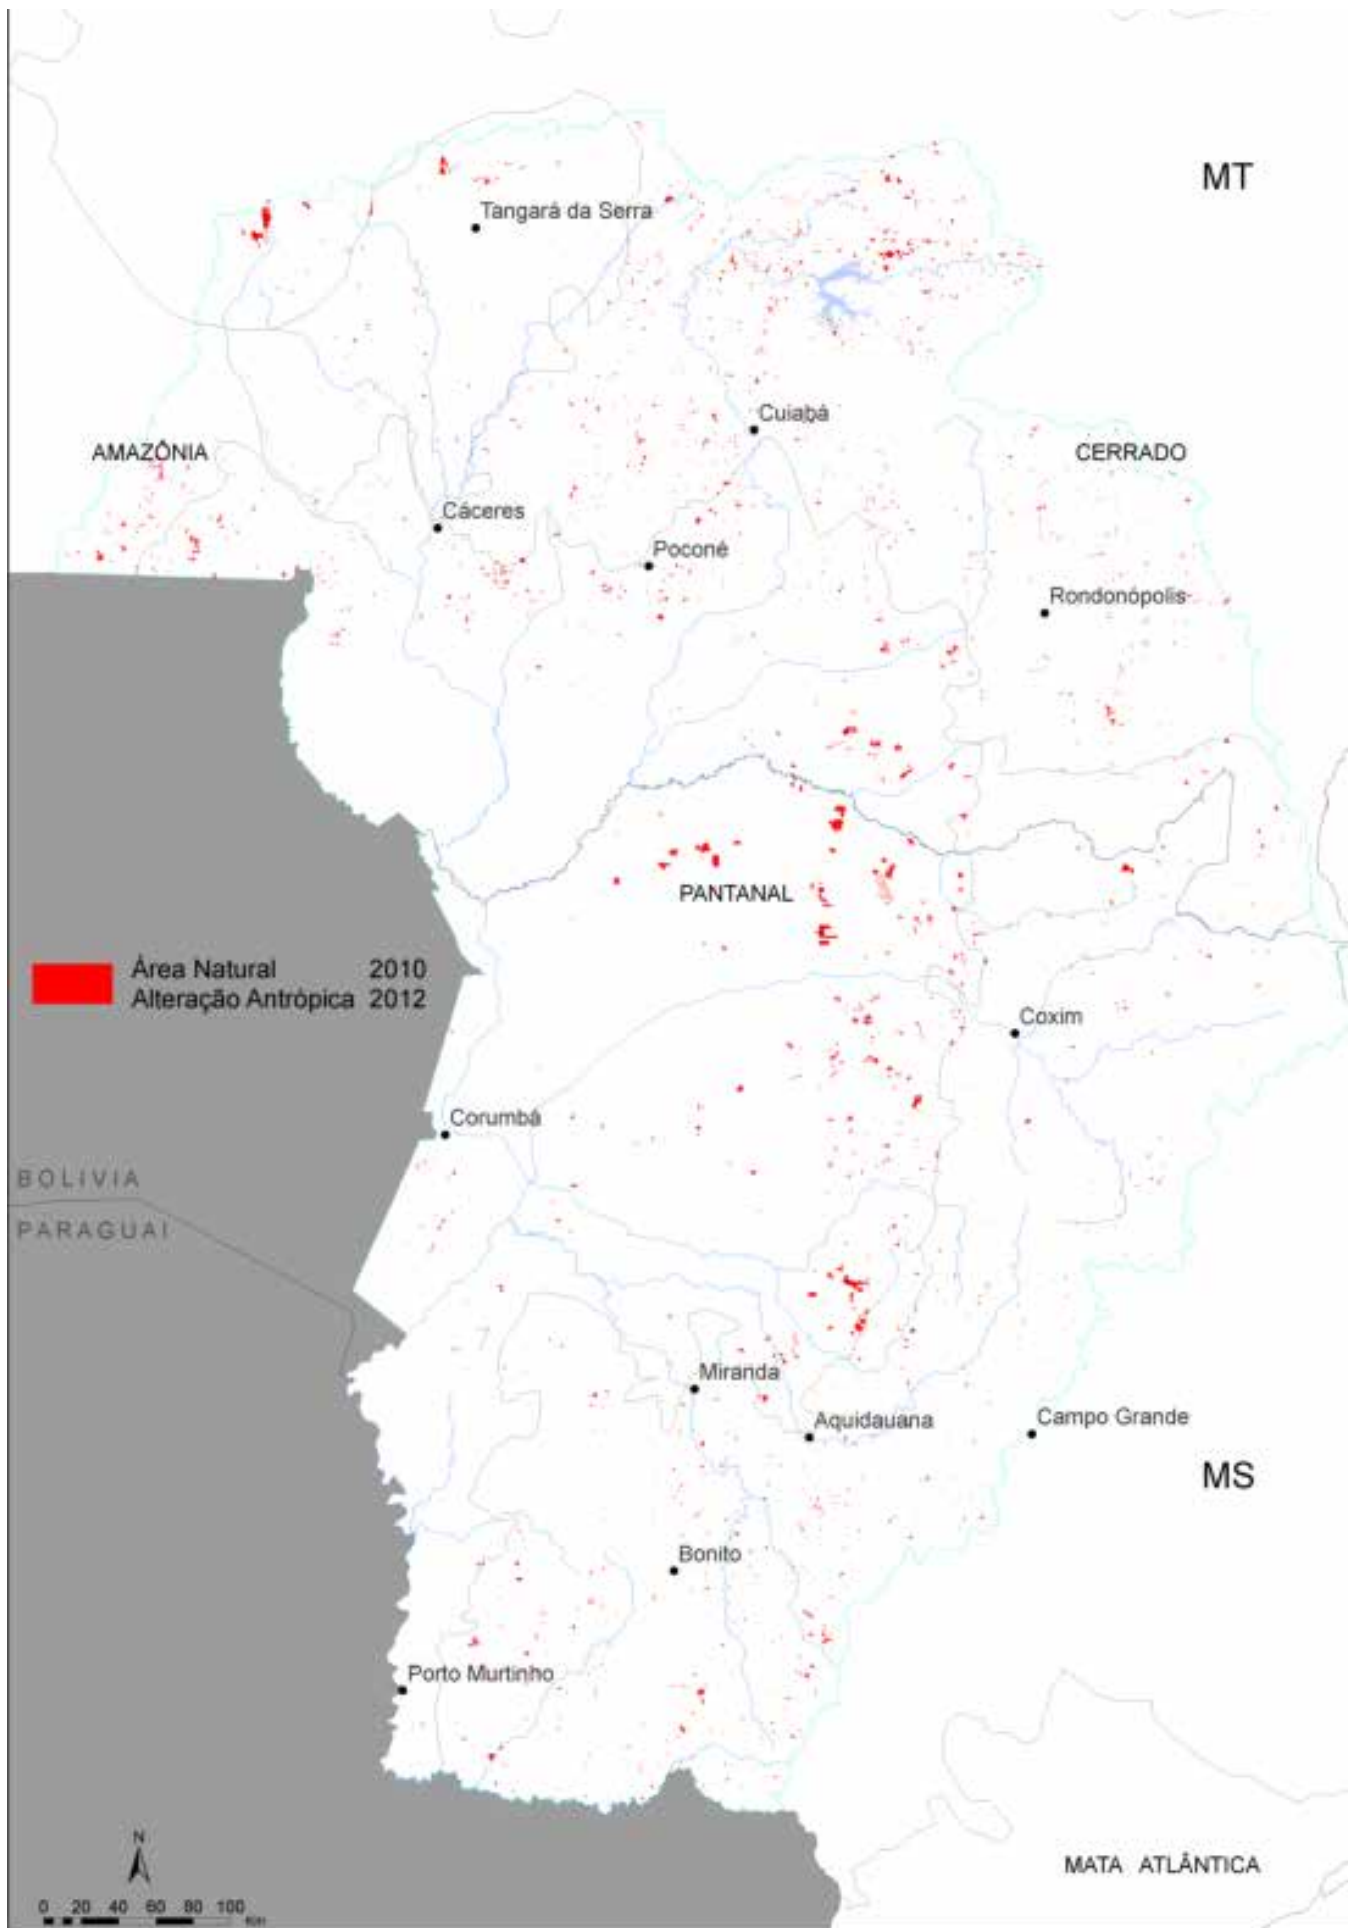 MT
Tangará da Serra
Cuiabá
AMAZÔNIA
CERRADO
Cáceres
Poconé
Rondonópolis
PANTANAL
Área Natural 2010
Alteração Antrópica 2012
Coxim
Corumbá
BOLIVIA
PARAGUAI
Miranda
Aquidauana
Campo Grande
MS
Bonito
Porto Murtinho
N
MATA ATLÂNTICA
0 20 40 60 80 100
Km